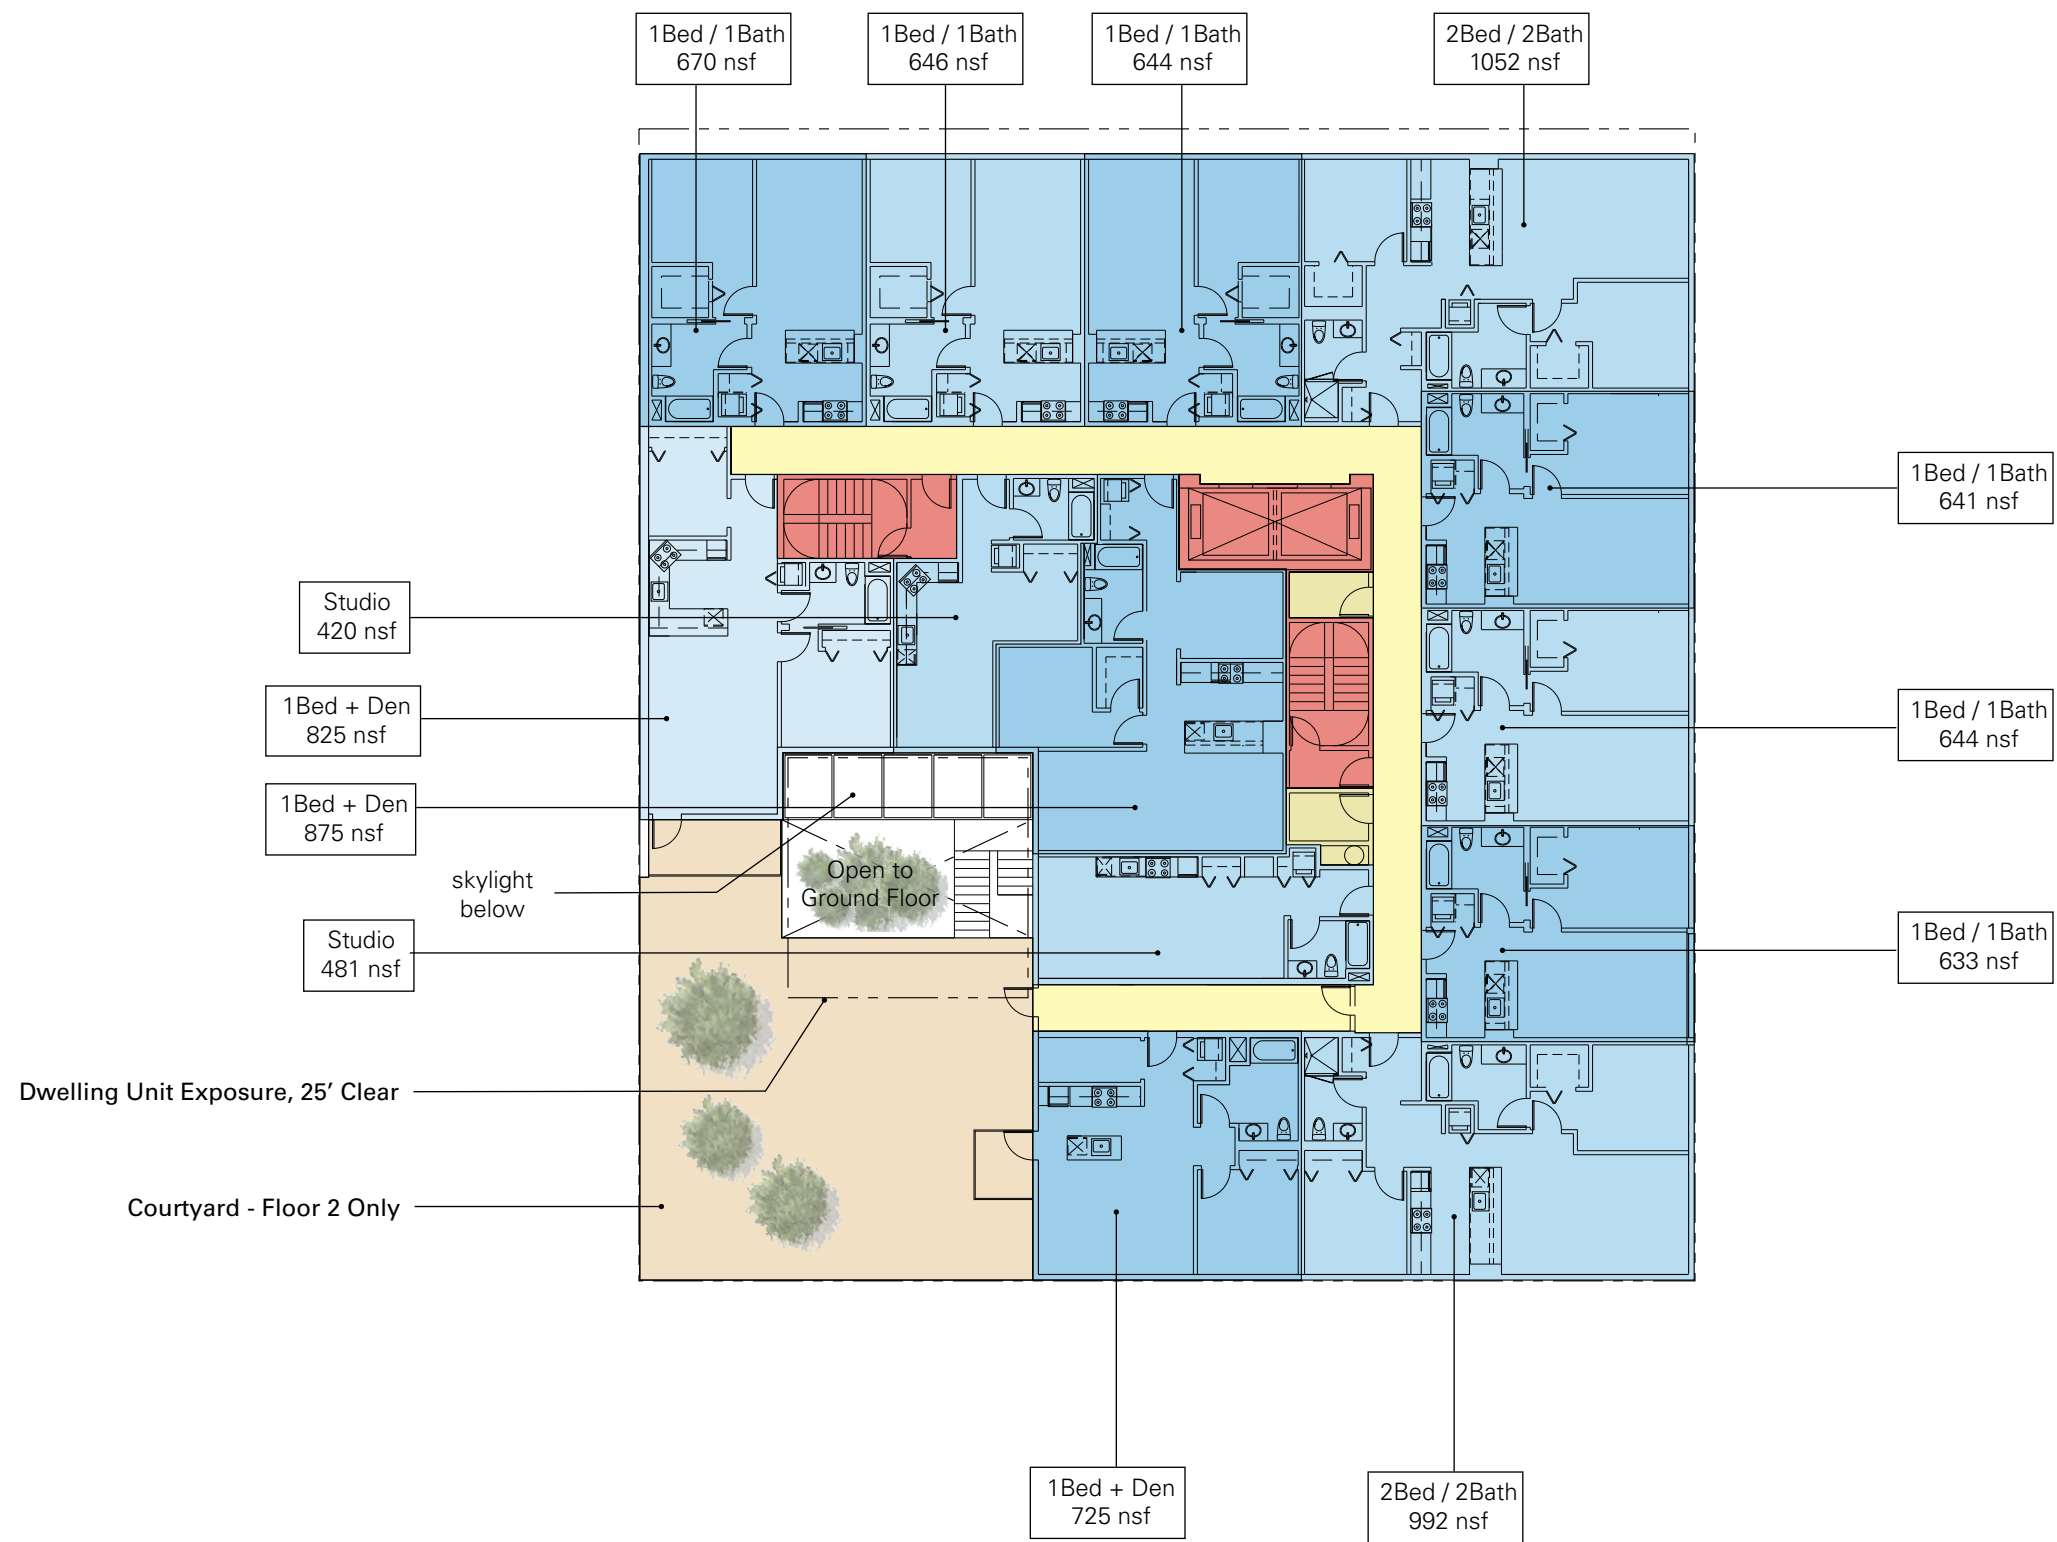 1Bed / 1Bath
670 nsf
1Bed / 1Bath
646 nsf
1Bed / 1Bath
644 nsf
2Bed / 2Bath
1052 nsf
1Bed / 1Bath
641 nsf
Studio
420 nsf
1Bed + Den
825 nsf
1Bed / 1Bath
644 nsf
1Bed + Den
875 nsf
skylight
below
Open to
Ground Floor
Studio
481 nsf
1Bed / 1Bath
633 nsf
Dwelling Unit Exposure, 25’ Clear
Courtyard - Floor 2 Only
1Bed + Den
725 nsf
2Bed / 2Bath
992 nsf